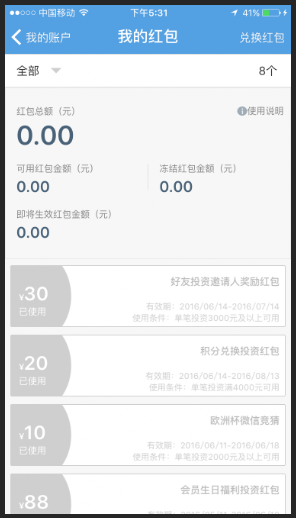 中国移动 下午5:31 41%
我的账户 我的红包 兑换红包
全部 8个
红包总额（元） 使用说明
0.00
可用红包金额（元） 冻结红包金额（元）
0.00 0.00
即将生效红包金额（元）
0.00
好友投资邀请人奖励红包
¥30
已使用
有效期：2016/06/14-2016/07/14
使用条件：单笔投资3000元及以上可用
积分兑换投资红包
¥20
已使用
有效期：2016/06/14-2016/08/13
使用条件：单笔投资满4000元可用
欧洲杯微信竞猜
¥10
已使用
有效期：2016/06/11-2016/06/18
使用条件：单笔投资2000元及以上可用
会员生日福利投资红包
¥88